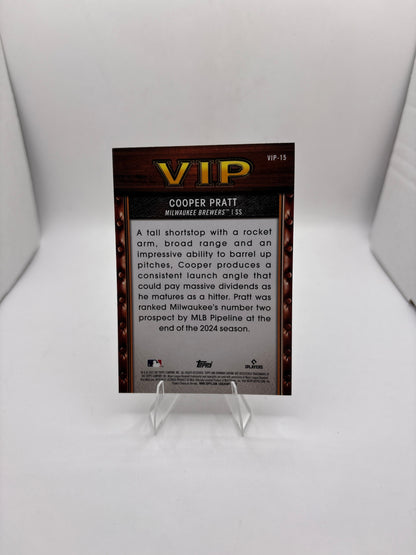 VIP-15
VIP
COOPER PRATT
MILWAUKEE BREWERS™ | SS
A tall shortstop with a rocket
arm, broad range and an
impressive ability to barrel up
pitches, Cooper produces a
consistent launch angle that
could pay massive dividends as
he matures as a hitter. Pratt was
ranked Milwaukee's number two
prospect by MLB Pipeline at the
end of the 2024 season.
topps
PLAYERS